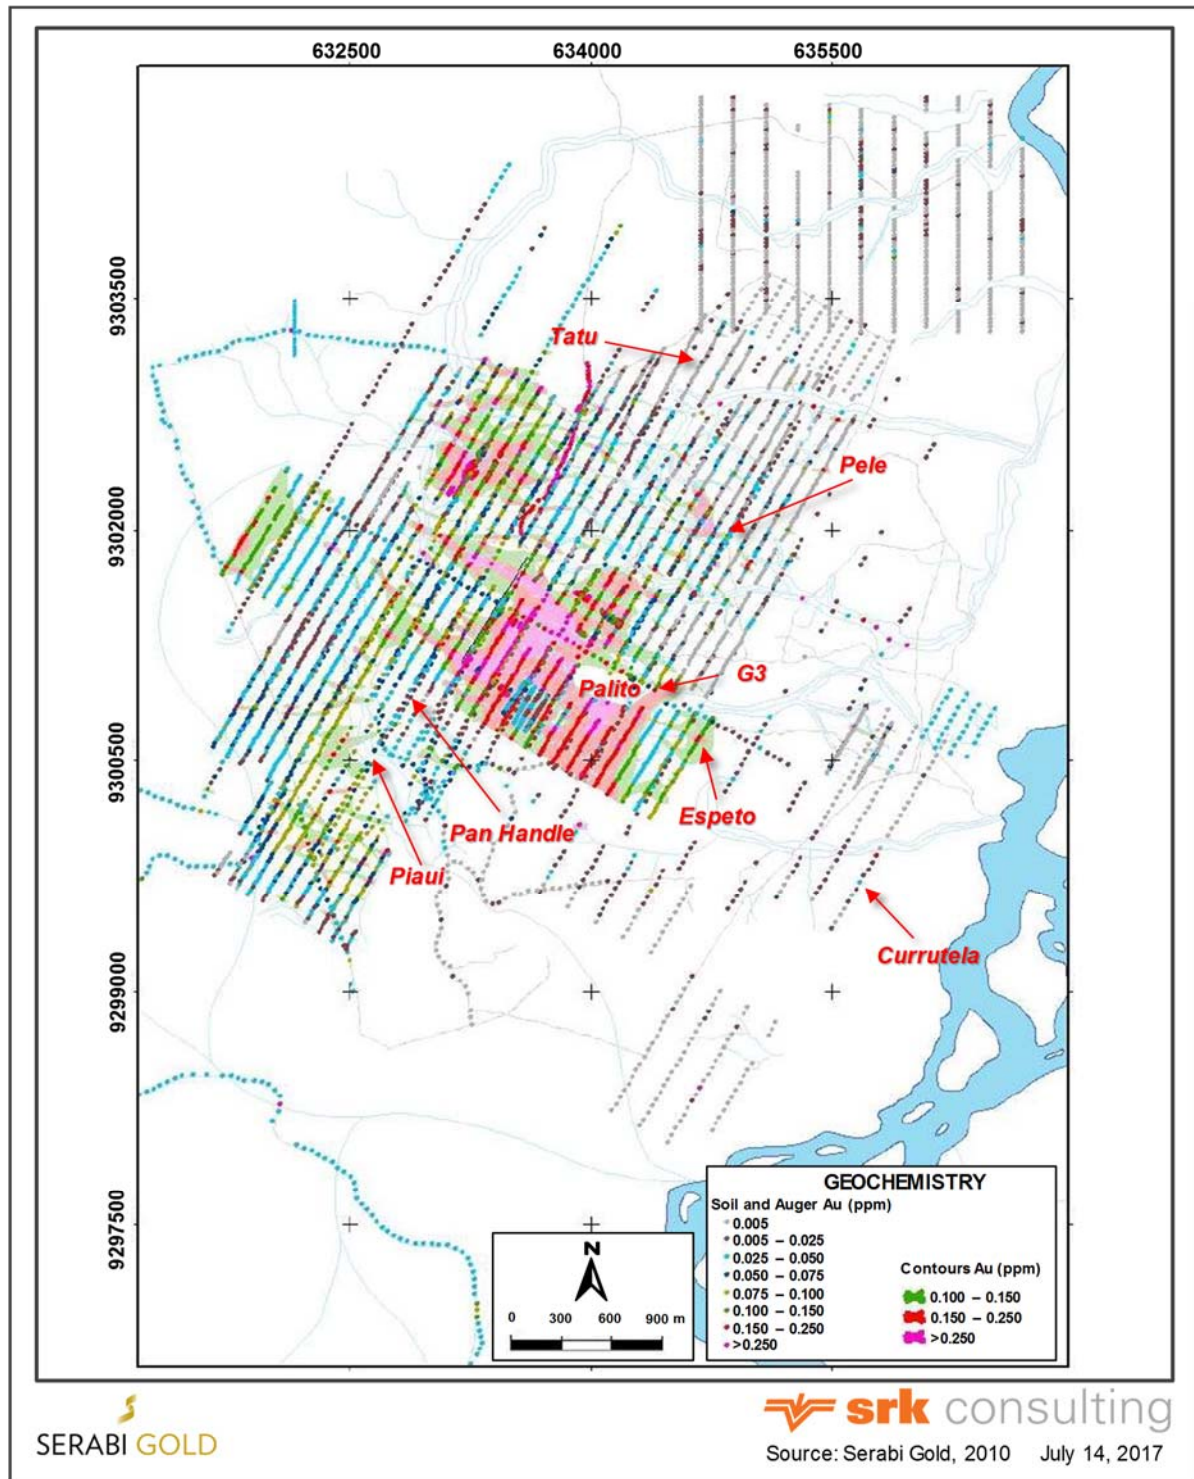 632500 634000 635500
9303500
9302000
9300500
9299000
9297500
Tatu
Pele
Palito
G3
Pan Handle
Espeto
Piaui
Currutela
N
0 300 600 900 m
GEOCHEMISTRY
Soil and Auger Au (ppm)
0.005
0.005 – 0.025
0.025 – 0.050
0.050 – 0.075
0.075 – 0.100
0.100 – 0.150
0.150 – 0.250
>0.250
Contours Au (ppm)
0.100 – 0.150
0.150 – 0.250
>0.250
SERABI GOLD
srk consulting
Source: Serabi Gold, 2010 July 14, 2017